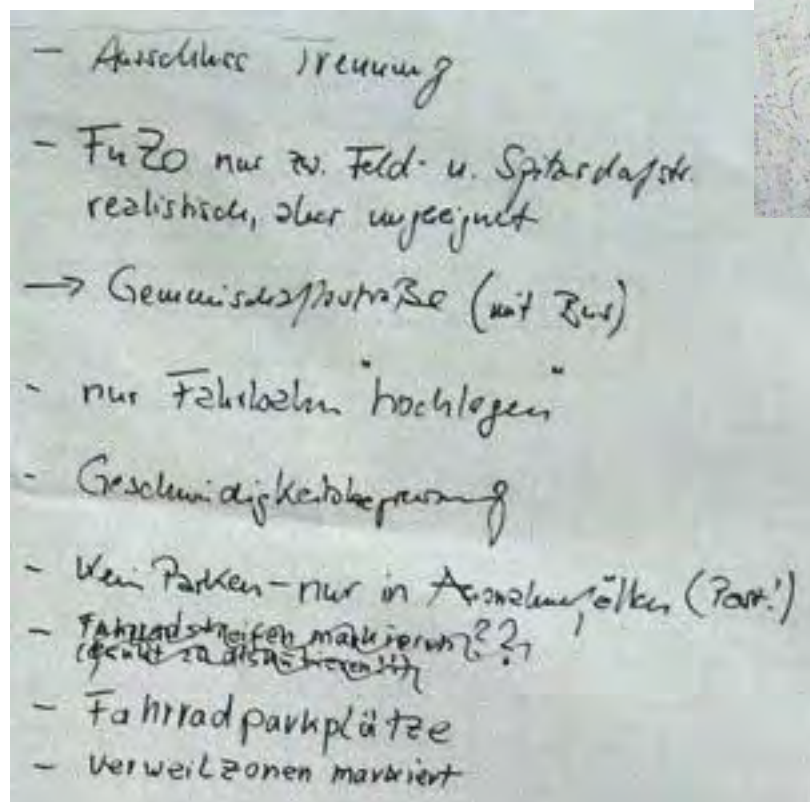 - Ausschluss Trennung
- FuZo nur zw. Feld- u. Spitalstr.
realistisch, aber ungeeignet
→ Gemeinschaftsstraße (mit Bus)
- nur Fahrbahn "hochlegen"
- Geschwindigkeitsbegrenzung
- Kein Parken - nur in Ausnahmefällen (Post!)
- Fahrradstreifen markieren??
- Fahrradparkplätze
- Verweilzonen markiert